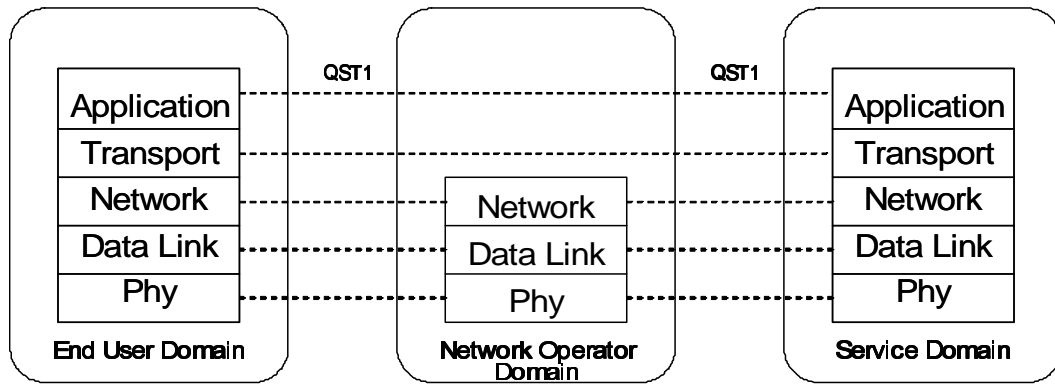 QST1
QST1
Application
Transport
Network
Data Link
Phy
End User Domain
Network
Data Link
Phy
Network Operator
Domain
Application
Transport
Network
Data Link
Phy
Service Domain